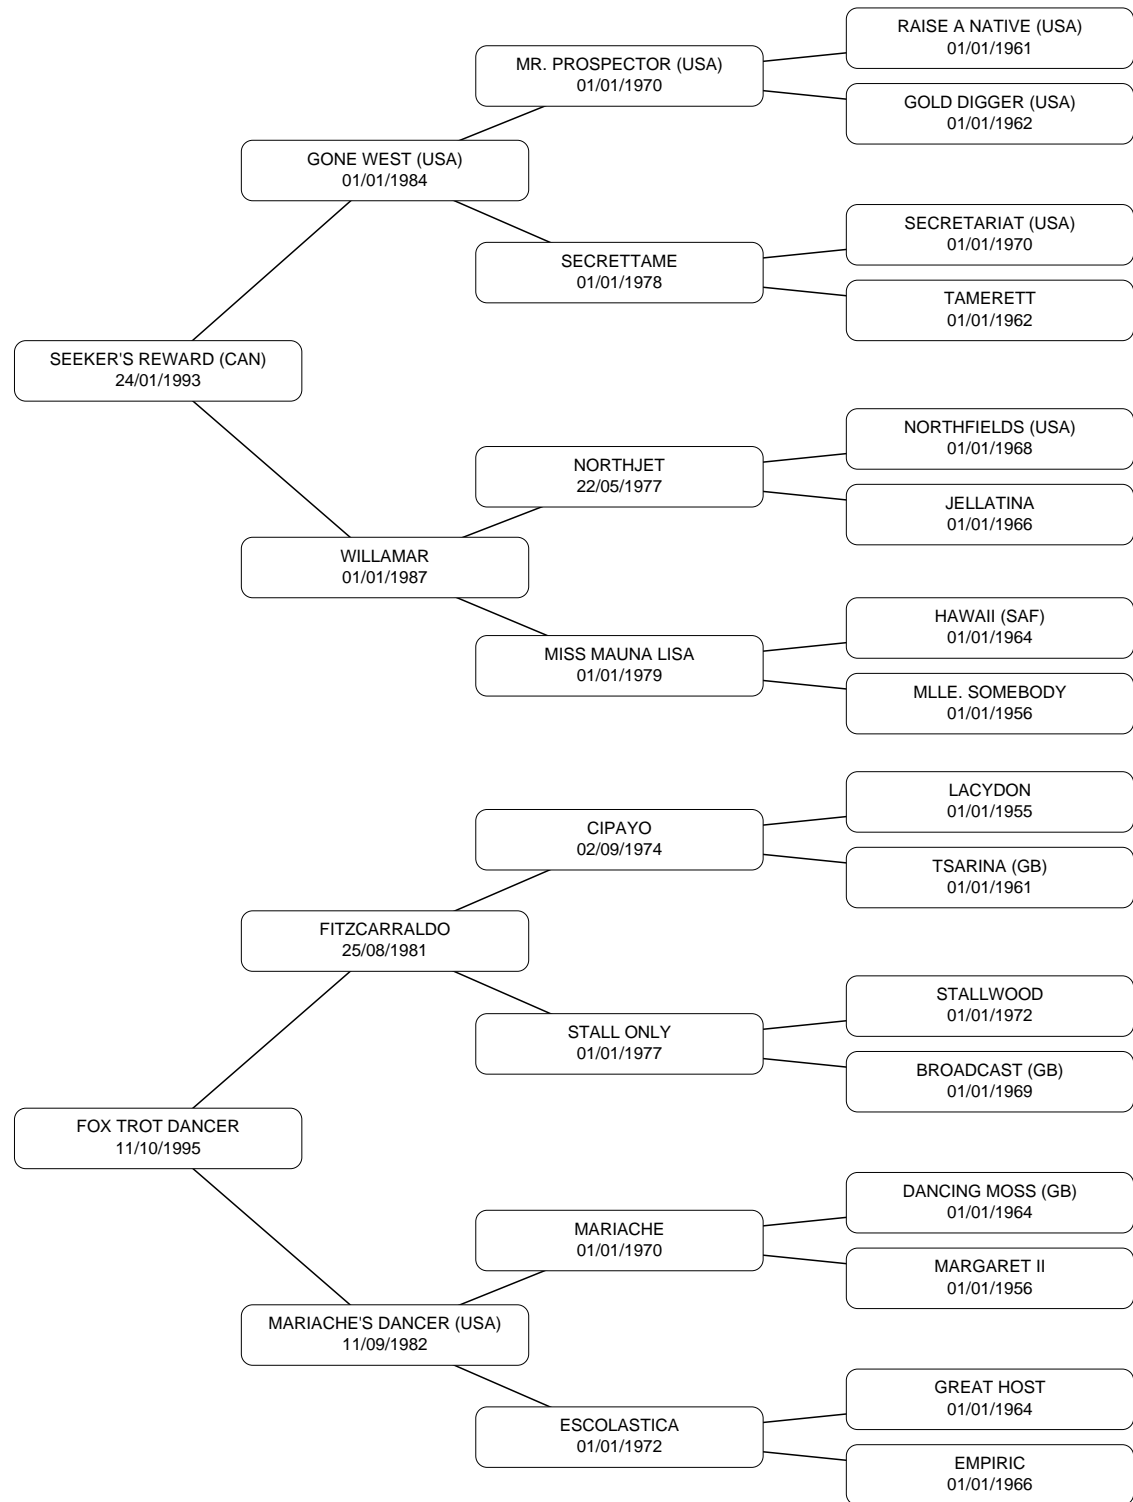 RAISE A NATIVE (USA)
01/01/1961
MR. PROSPECTOR (USA)
01/01/1970
GOLD DIGGER (USA)
01/01/1962
GONE WEST (USA)
01/01/1984
SECRETARIAT (USA)
01/01/1970
SECRETTAME
01/01/1978
TAMERETT
01/01/1962
SEEKER'S REWARD (CAN)
24/01/1993
NORTHFIELDS (USA)
01/01/1968
NORTHJET
22/05/1977
JELLATINA
01/01/1966
WILLAMAR
01/01/1987
HAWAII (SAF)
01/01/1964
MISS MAUNA LISA
01/01/1979
MLLE. SOMEBODY
01/01/1956
LACYDON
01/01/1955
CIPAYO
02/09/1974
TSARINA (GB)
01/01/1961
FITZCARRALDO
25/08/1981
STALLWOOD
01/01/1972
STALL ONLY
01/01/1977
BROADCAST (GB)
01/01/1969
FOX TROT DANCER
11/10/1995
DANCING MOSS (GB)
01/01/1964
MARIACHE
01/01/1970
MARGARET II
01/01/1956
MARIACHE'S DANCER (USA)
11/09/1982
GREAT HOST
01/01/1964
ESCOLASTICA
01/01/1972
EMPIRIC
01/01/1966